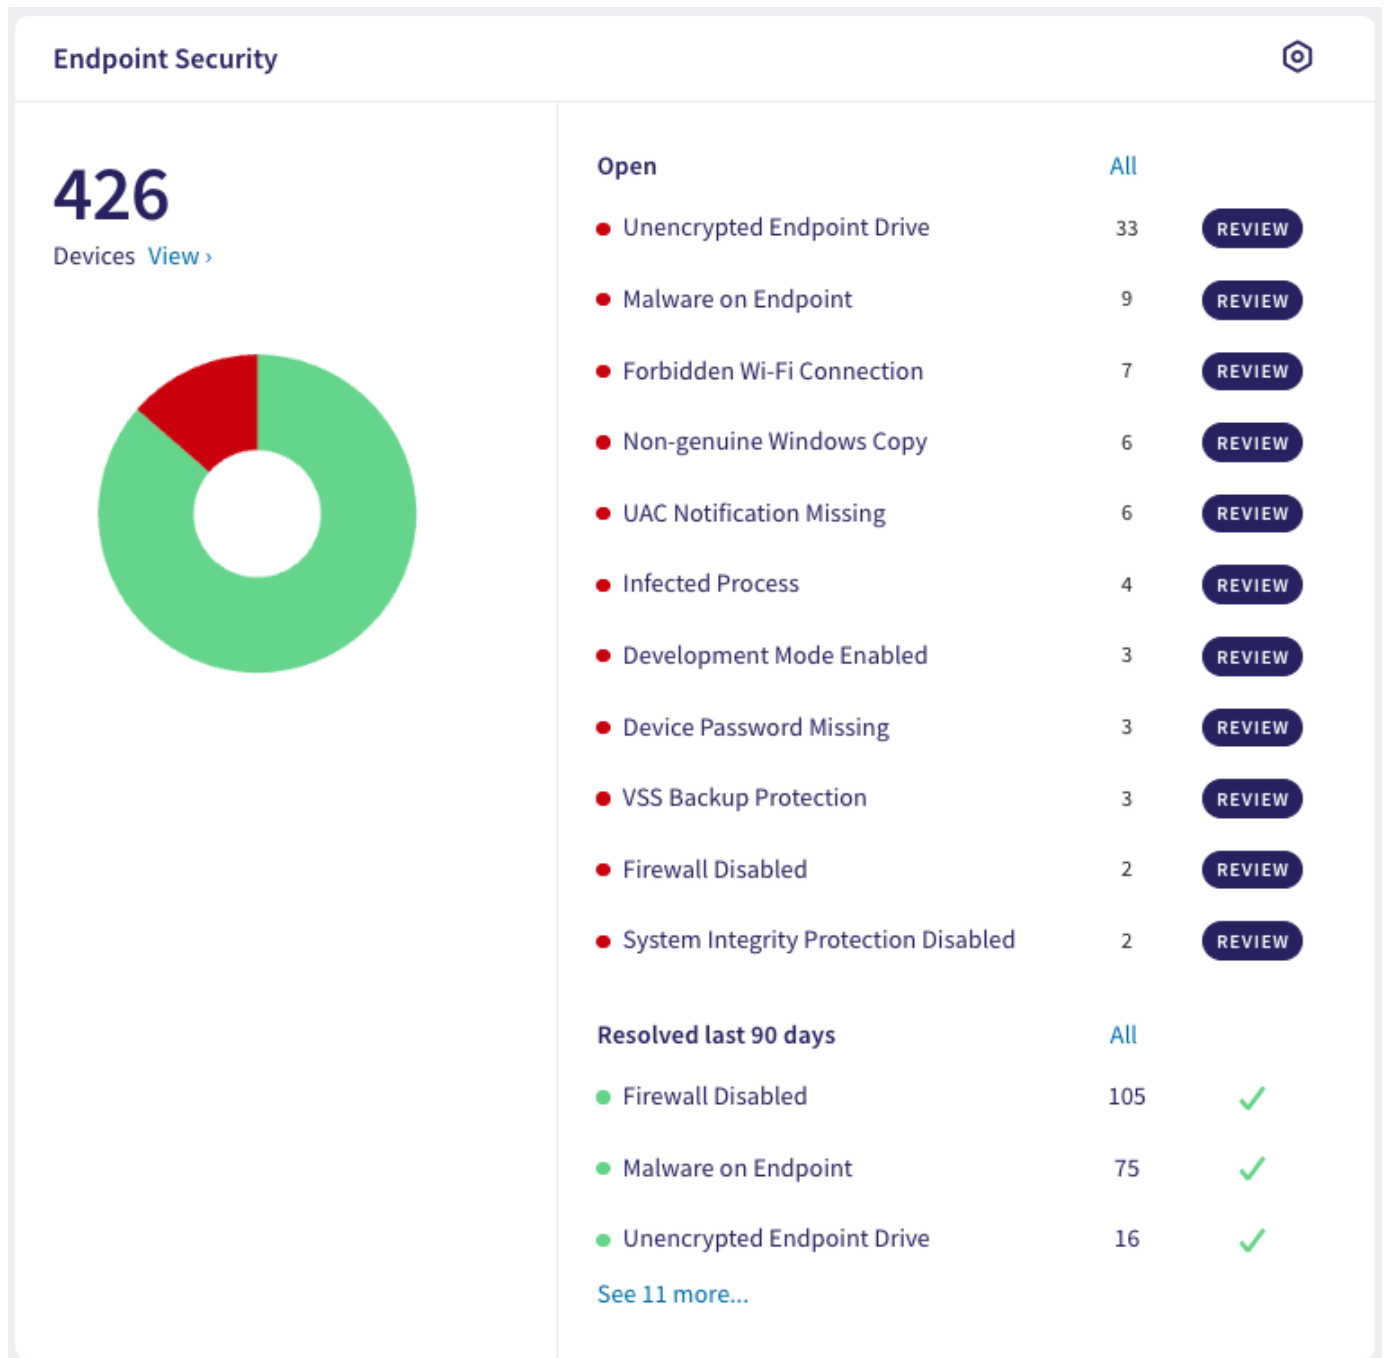 Endpoint Security
426
Devices View ›
Open All
Unencrypted Endpoint Drive 33 REVIEW
Malware on Endpoint 9 REVIEW
Forbidden Wi-Fi Connection 7 REVIEW
Non-genuine Windows Copy 6 REVIEW
UAC Notification Missing 6 REVIEW
Infected Process 4 REVIEW
Development Mode Enabled 3 REVIEW
Device Password Missing 3 REVIEW
VSS Backup Protection 3 REVIEW
Firewall Disabled 2 REVIEW
System Integrity Protection Disabled 2 REVIEW
Resolved last 90 days All
Firewall Disabled 105
Malware on Endpoint 75
Unencrypted Endpoint Drive 16
See 11 more...